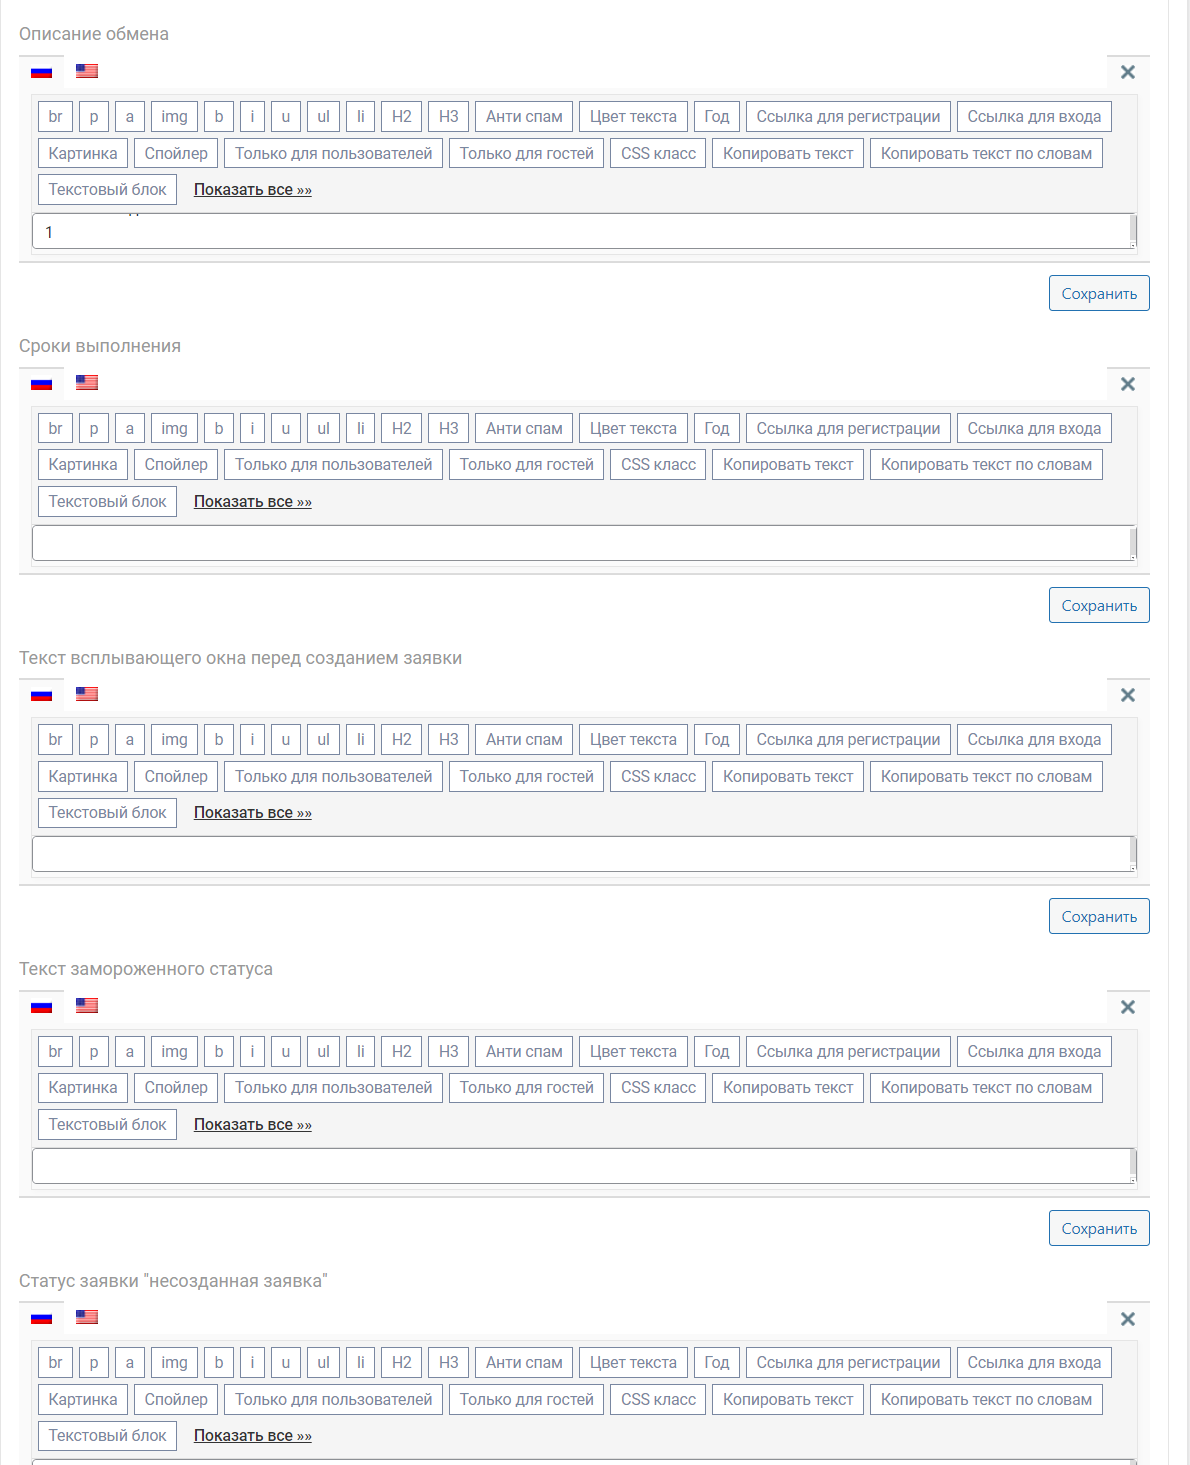 Описание обмена
br p a img b i u ul li H2 H3 Анти спам Цвет текста Год Ссылка для регистрации Ссылка для входа
Картинка Спойлер Только для пользователей Только для гостей CSS класс Копировать текст Копировать текст по словам
Текстовый блок Показать все »»
1
Сохранить
Сроки выполнения
br p a img b i u ul li H2 H3 Анти спам Цвет текста Год Ссылка для регистрации Ссылка для входа
Картинка Спойлер Только для пользователей Только для гостей CSS класс Копировать текст Копировать текст по словам
Текстовый блок Показать все »»
Сохранить
Текст всплывающего окна перед созданием заявки
br p a img b i u ul li H2 H3 Анти спам Цвет текста Год Ссылка для регистрации Ссылка для входа
Картинка Спойлер Только для пользователей Только для гостей CSS класс Копировать текст Копировать текст по словам
Текстовый блок Показать все »»
Сохранить
Текст замороженного статуса
br p a img b i u ul li H2 H3 Анти спам Цвет текста Год Ссылка для регистрации Ссылка для входа
Картинка Спойлер Только для пользователей Только для гостей CSS класс Копировать текст Копировать текст по словам
Текстовый блок Показать все »»
Сохранить
Статус заявки "несозданная заявка"
br p a img b i u ul li H2 H3 Анти спам Цвет текста Год Ссылка для регистрации Ссылка для входа
Картинка Спойлер Только для пользователей Только для гостей CSS класс Копировать текст Копировать текст по словам
Текстовый блок Показать все »»